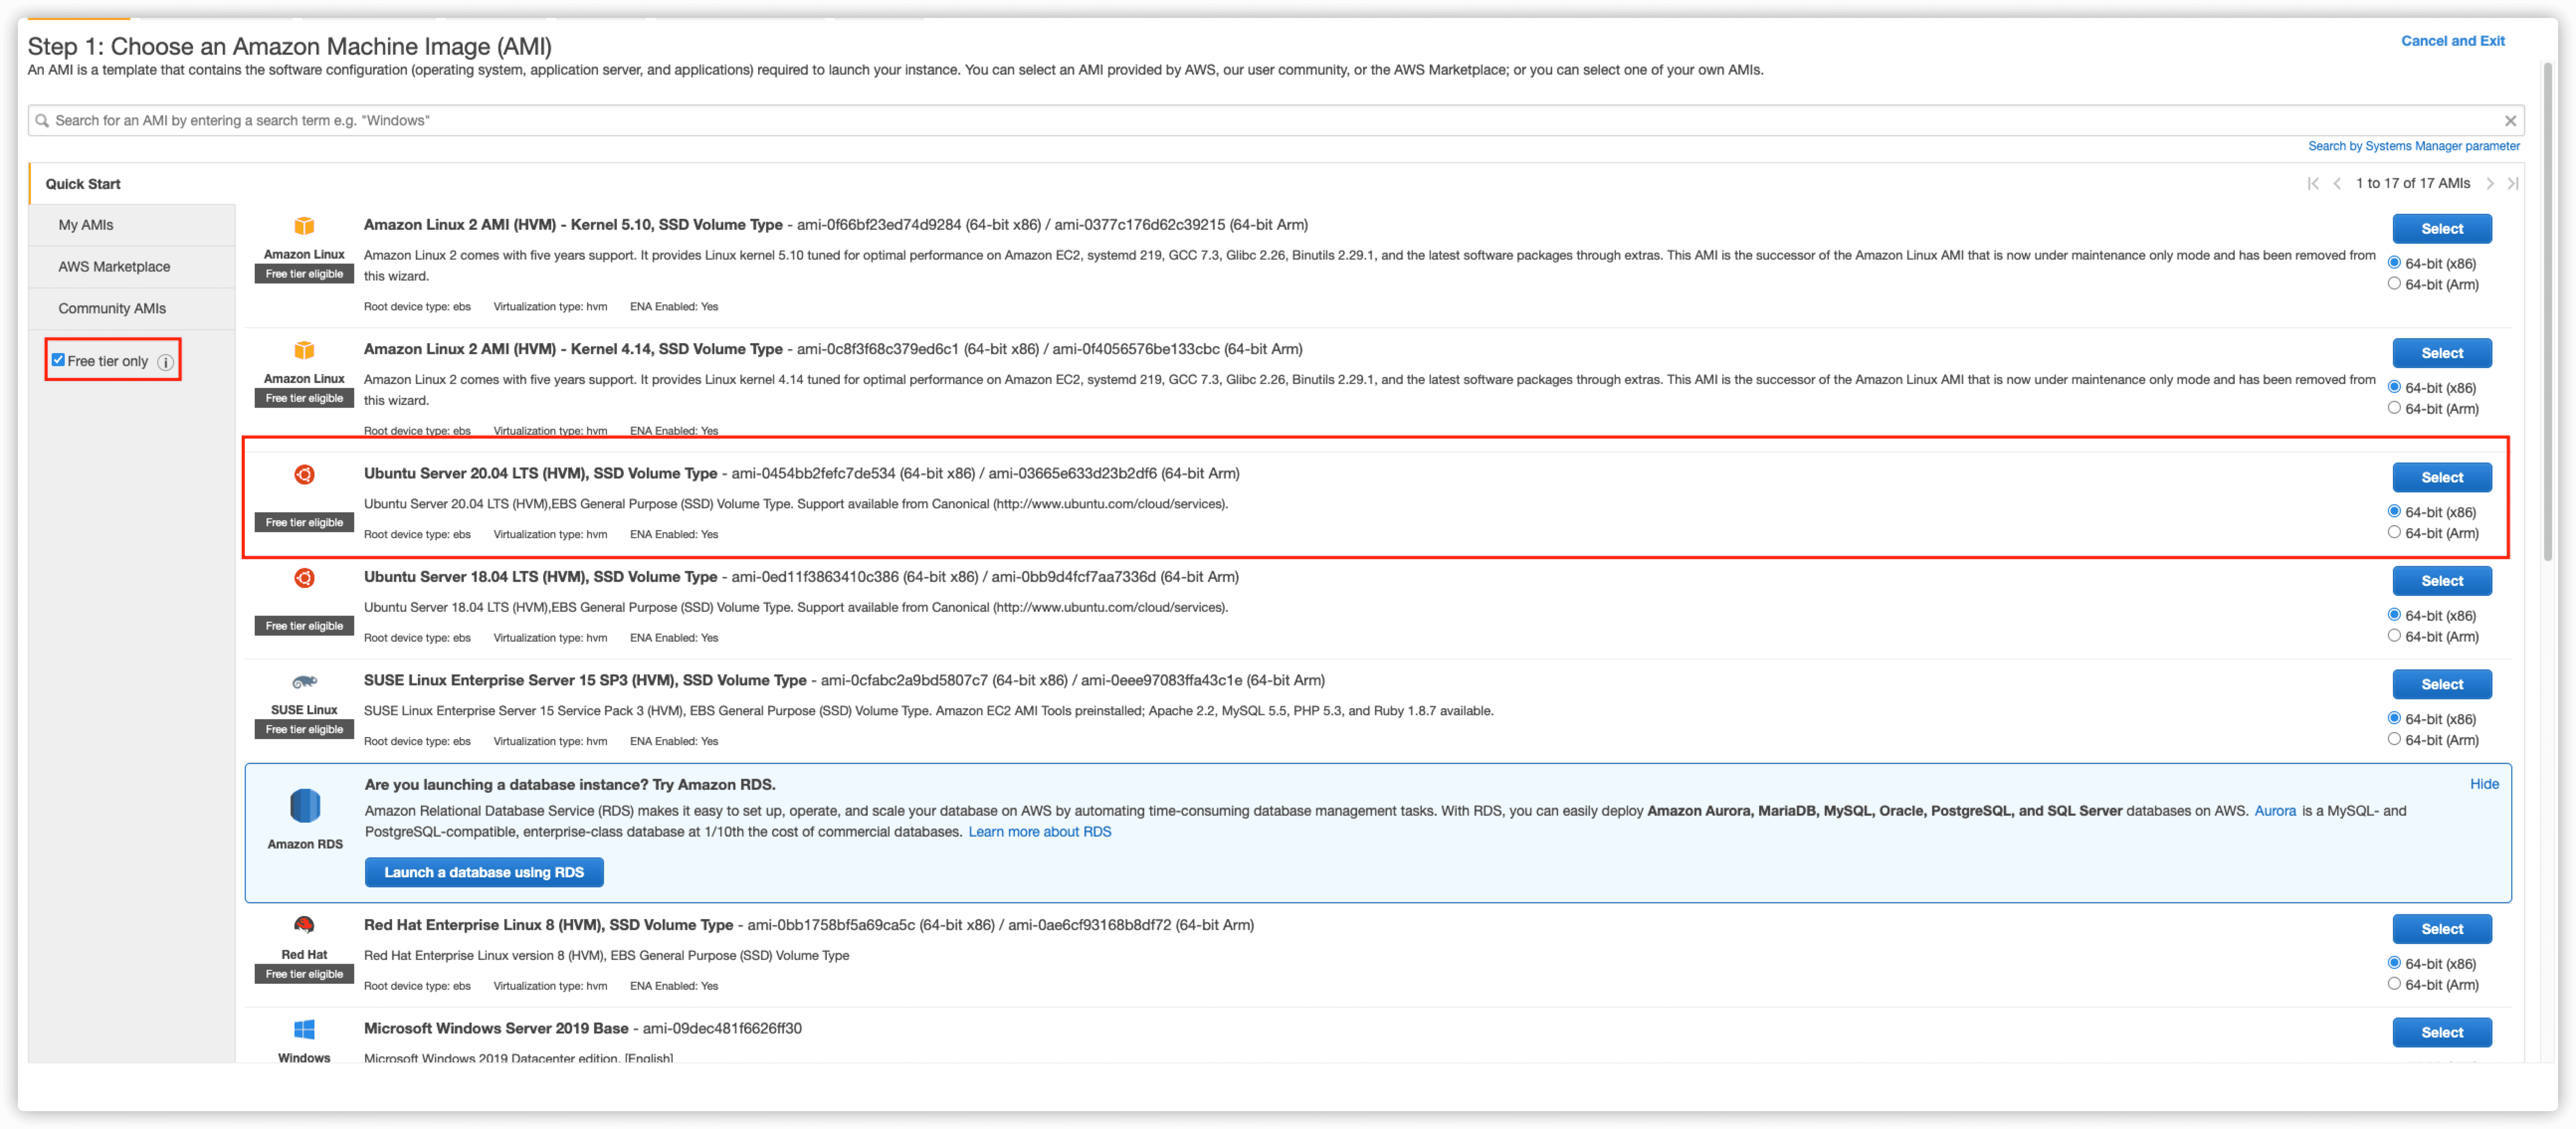 Step 1: Choose an Amazon Machine Image (AMI)
Cancel and Exit
An AMI is a template that contains the software configuration (operating system, application server, and applications) required to launch your instance. You can select an AMI provided by AWS, our user community, or the AWS Marketplace; or you can select one of your own AMIs.
Search for an AMI by entering a search term e.g. "Windows"
Search by Systems Manager parameter
Quick Start
1 to 17 of 17 AMIs
My AMIs
AWS Marketplace
Community AMIs
Free tier only
Amazon Linux
Free tier eligible
Amazon Linux 2 AMI (HVM) - Kernel 5.10, SSD Volume Type - ami-0f66bf23ed74d9284 (64-bit x86) / ami-0377c176d62c39215 (64-bit Arm)
Amazon Linux 2 comes with five years support. It provides Linux kernel 5.10 tuned for optimal performance on Amazon EC2, systemd 219, GCC 7.3, Glibc 2.26, Binutils 2.29.1, and the latest software packages through extras. This AMI is the successor of the Amazon Linux AMI that is now under maintenance only mode and has been removed from
this wizard.
Root device type: ebs Virtualization type: hvm ENA Enabled: Yes
Select
64-bit (x86)
64-bit (Arm)
Amazon Linux
Free tier eligible
Amazon Linux 2 AMI (HVM) - Kernel 4.14, SSD Volume Type - ami-0c8f3f68c379ed6c1 (64-bit x86) / ami-0f4056576be133cbc (64-bit Arm)
Amazon Linux 2 comes with five years support. It provides Linux kernel 4.14 tuned for optimal performance on Amazon EC2, systemd 219, GCC 7.3, Glibc 2.26, Binutils 2.29.1, and the latest software packages through extras. This AMI is the successor of the Amazon Linux AMI that is now under maintenance only mode and has been removed from
this wizard.
Root device type: ebs Virtualization type: hvm ENA Enabled: Yes
Select
64-bit (x86)
64-bit (Arm)
Free tier eligible
Ubuntu Server 20.04 LTS (HVM), SSD Volume Type - ami-0454bb2fefc7de534 (64-bit x86) / ami-03665e633d23b2df6 (64-bit Arm)
Ubuntu Server 20.04 LTS (HVM),EBS General Purpose (SSD) Volume Type. Support available from Canonical (http://www.ubuntu.com/cloud/services).
Root device type: ebs Virtualization type: hvm ENA Enabled: Yes
Select
64-bit (x86)
64-bit (Arm)
Free tier eligible
Ubuntu Server 18.04 LTS (HVM), SSD Volume Type - ami-0ed11f3863410c386 (64-bit x86) / ami-0bb9d4fcf7aa7336d (64-bit Arm)
Ubuntu Server 18.04 LTS (HVM),EBS General Purpose (SSD) Volume Type. Support available from Canonical (http://www.ubuntu.com/cloud/services).
Root device type: ebs Virtualization type: hvm ENA Enabled: Yes
Select
64-bit (x86)
64-bit (Arm)
SUSE Linux
Free tier eligible
SUSE Linux Enterprise Server 15 SP3 (HVM), SSD Volume Type - ami-0cfabc2a9bd5807c7 (64-bit x86) / ami-0eee97083ffa43c1e (64-bit Arm)
SUSE Linux Enterprise Server 15 Service Pack 3 (HVM), EBS General Purpose (SSD) Volume Type. Amazon EC2 AMI Tools preinstalled; Apache 2.2, MySQL 5.5, PHP 5.3, and Ruby 1.8.7 available.
Root device type: ebs Virtualization type: hvm ENA Enabled: Yes
Select
64-bit (x86)
64-bit (Arm)
Amazon RDS
Are you launching a database instance? Try Amazon RDS.
Hide
Amazon Relational Database Service (RDS) makes it easy to set up, operate, and scale your database on AWS by automating time-consuming database management tasks. With RDS, you can easily deploy Amazon Aurora, MariaDB, MySQL, Oracle, PostgreSQL, and SQL Server databases on AWS. Aurora is a MySQL- and
PostgreSQL-compatible, enterprise-class database at 1/10th the cost of commercial databases. Learn more about RDS
Launch a database using RDS
Red Hat
Free tier eligible
Red Hat Enterprise Linux 8 (HVM), SSD Volume Type - ami-0bb1758bf5a69ca5c (64-bit x86) / ami-0ae6cf93168b8df72 (64-bit Arm)
Red Hat Enterprise Linux version 8 (HVM), EBS General Purpose (SSD) Volume Type
Root device type: ebs Virtualization type: hvm ENA Enabled: Yes
Select
64-bit (x86)
64-bit (Arm)
Windows
Microsoft Windows Server 2019 Base - ami-09dec481f6626ff30
Microsoft Windows 2019 Datacenter edition. [English]
Select